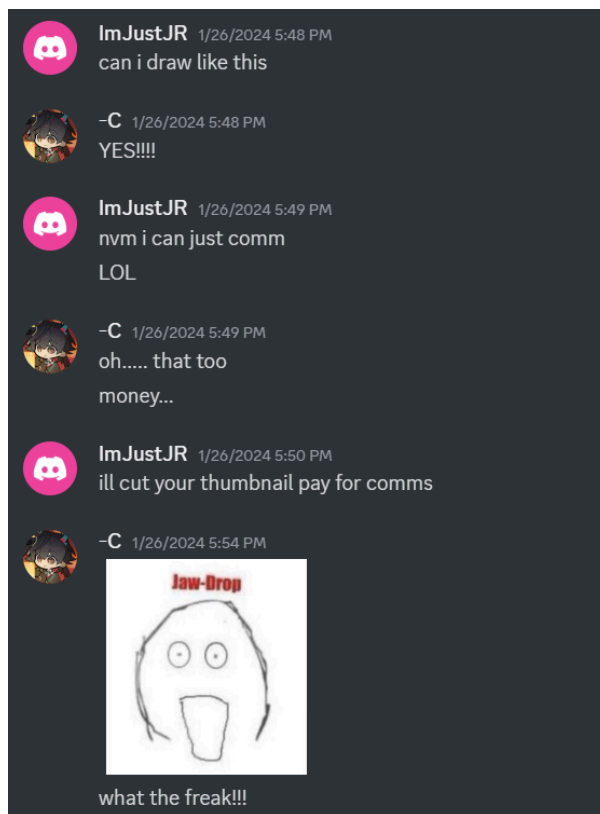 ImJustJR 1/26/2024 5:48 PM
can i draw like this
-C 1/26/2024 5:48 PM
YES!!!!
ImJustJR 1/26/2024 5:49 PM
nvm i can just comm
LOL
-C 1/26/2024 5:49 PM
oh..... that too
money...
ImJustJR 1/26/2024 5:50 PM
ill cut your thumbnail pay for comms
-C 1/26/2024 5:54 PM
Jaw-Drop
what the freak!!!